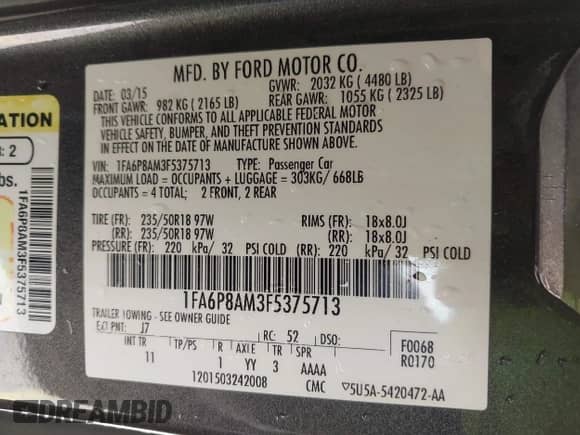 MFD. BY FORD MOTOR CO.
DATE: 03/15 GVWR: 2032 KG ( 4480 LB)
FRONT GAWR: 982 KG ( 2165 LB) REAR GAWR: 1055 KG ( 2325 LB)
THIS VEHICLE CONFORMS TO ALL APPLICABLE FEDERAL MOTOR
VEHICLE SAFETY, BUMPER, AND THEFT PREVENTION STANDARDS
IN EFFECT ON THE DATE OF MANUFACTURE SHOWN ABOVE.
VIN: 1FA6P8AM3F5375713 TYPE: Passenger Car
MAXIMUM LOAD = OCCUPANTS + LUGGAGE = 303KG/ 668LB
OCCUPANTS = 4 TOTAL; 2 FRONT, 2 REAR
TIRE (FR): 235/50R18 97W RIMS (FR): 18x8.0J
(RR): 235/50R18 97W (RR): 18x8.0J
PRESSURE (FR): 220 kPa/ 32 PSI COLD (RR): 220 kPa/ 32 PSI COLD
1FA6P8AM3F5375713
TRAILER TOWING - SEE OWNER GUIDE
EXT PNT: J7 RC: 52 DSO: F0068
INT TR TP/PS R AXLE TR SPR R0170
11 1 YY 3 AAAA
1201503242008 CMC ▽5U5A-5420472-AA
ATION
: 2
bs.
1FA6P8AM3F5375713
DREAMBID